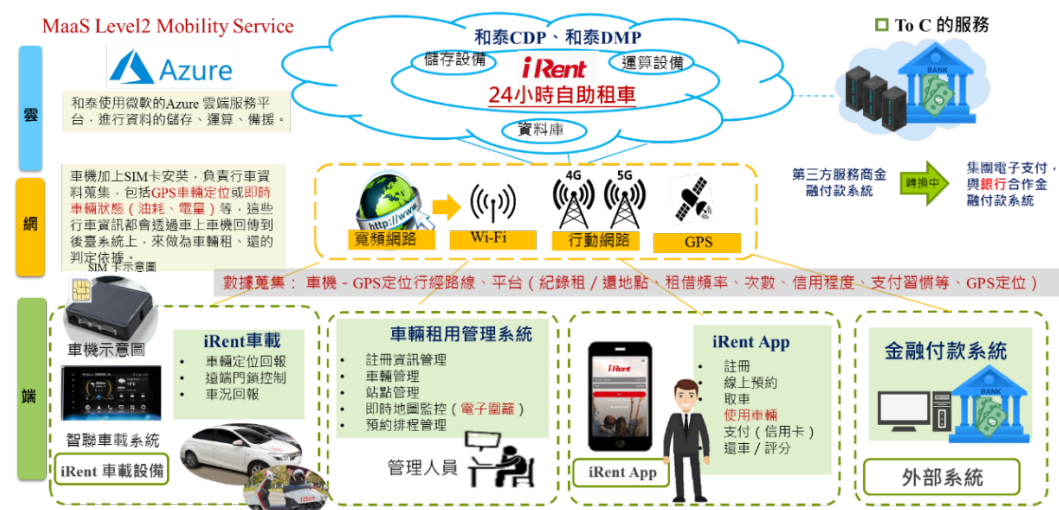 MaaS Level2 Mobility Service
Azure
和泰使用微軟的Azure 雲端服務平
台，進行資料的儲存、運算、備援。
和泰CDP、和泰DMP
儲存設備
iRent
運算設備
24小時自助租車
資料庫
To C 的服務
BANK
雲
網
車機加上SIM卡安裝，負責行車資
料蒐集，包括GPS車輛定位或即時
車輛狀態（油耗、電量）等，這些
行車資訊都會透過車上車機回傳到
後臺系統上，來做為車輛租、還的
判定依據。
http://www.
寬頻網路
Wi-Fi
4G
5G
行動網路
GPS
第三方服務商金
融付款系統
轉換中
集團電子支付，
與銀行合作金
融付款系統
SIM 卡示意圖
數據蒐集： 車機 - GPS定位行經路線、平台（紀錄租／還地點、租借頻率、次數、信用程度、支付習慣等、GPS定位）
端
車機示意圖
智聯車載系統
iRent 車載設備
iRent車載
• 車輛定位回報
• 遠端門鎖控制
• 車況回報
iRent
車輛租用管理系統
• 註冊資訊管理
• 車輛管理
• 站點管理
• 即時地圖監控（電子圍籬）
• 預約排程管理
管理人員
iRent
iRent App
iRent App
• 註冊
• 線上預約
• 取車
• 使用車輛
• 支付（信用卡）
• 還車／評分
金融付款系統
BANK
外部系統